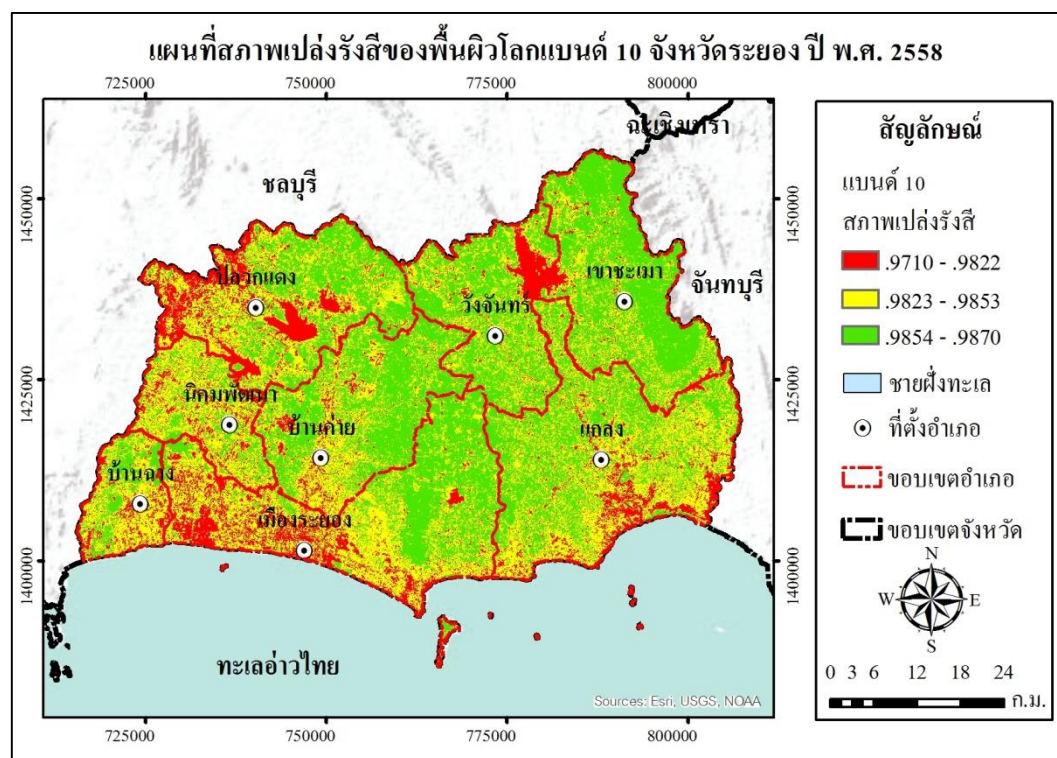 แผนที่สภาพเปล่งรังสีของพื้นผิวโลกแบนด์ 10 จังหวัดระยอง ปี พ.ศ. 2558
725000 750000 775000 800000
ฉะเชิงเทรา
ชลบุรี
1450000 1450000
ปลวกแดง
เขาชะเมา
จันทบุรี
วังจันทร์
1425000 1425000
นิคมพัฒนา
บ้านค่าย
แกลง
บ้านฉาง
เมืองระยอง
1400000 1400000
ทะเลอ่าวไทย
Sources: Esri, USGS, NOAA
725000 750000 775000 800000
สัญลักษณ์
แบนด์ 10
สภาพเปล่งรังสี
.9710 - .9822
.9823 - .9853
.9854 - .9870
ชายฝั่งทะเล
ที่ตั้งอำเภอ
ขอบเขตอำเภอ
ขอบเขตจังหวัด
N
W E
S
0 3 6 12 18 24
ก.ม.